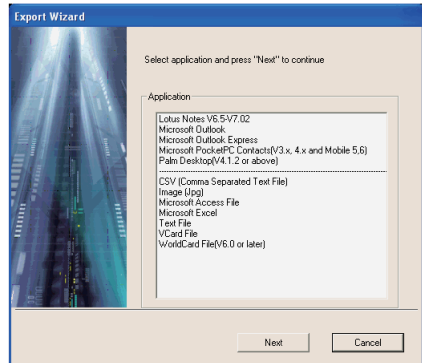 Export Wizard
Select application and press "Next" to continue
Application
Lotus Notes V6.5-V7.02
Microsoft Outlook
Microsoft Outlook Express
Microsoft PocketPC Contacts(V3.x, 4.x and Mobile 5,6)
Palm Desktop(V4.1.2 or above)
CSV (Comma Separated Text File)
Image (Jpg)
Microsoft Access File
Microsoft Excel
Text File
VCard File
WorldCard File(V6.0 or later)
Next
Cancel